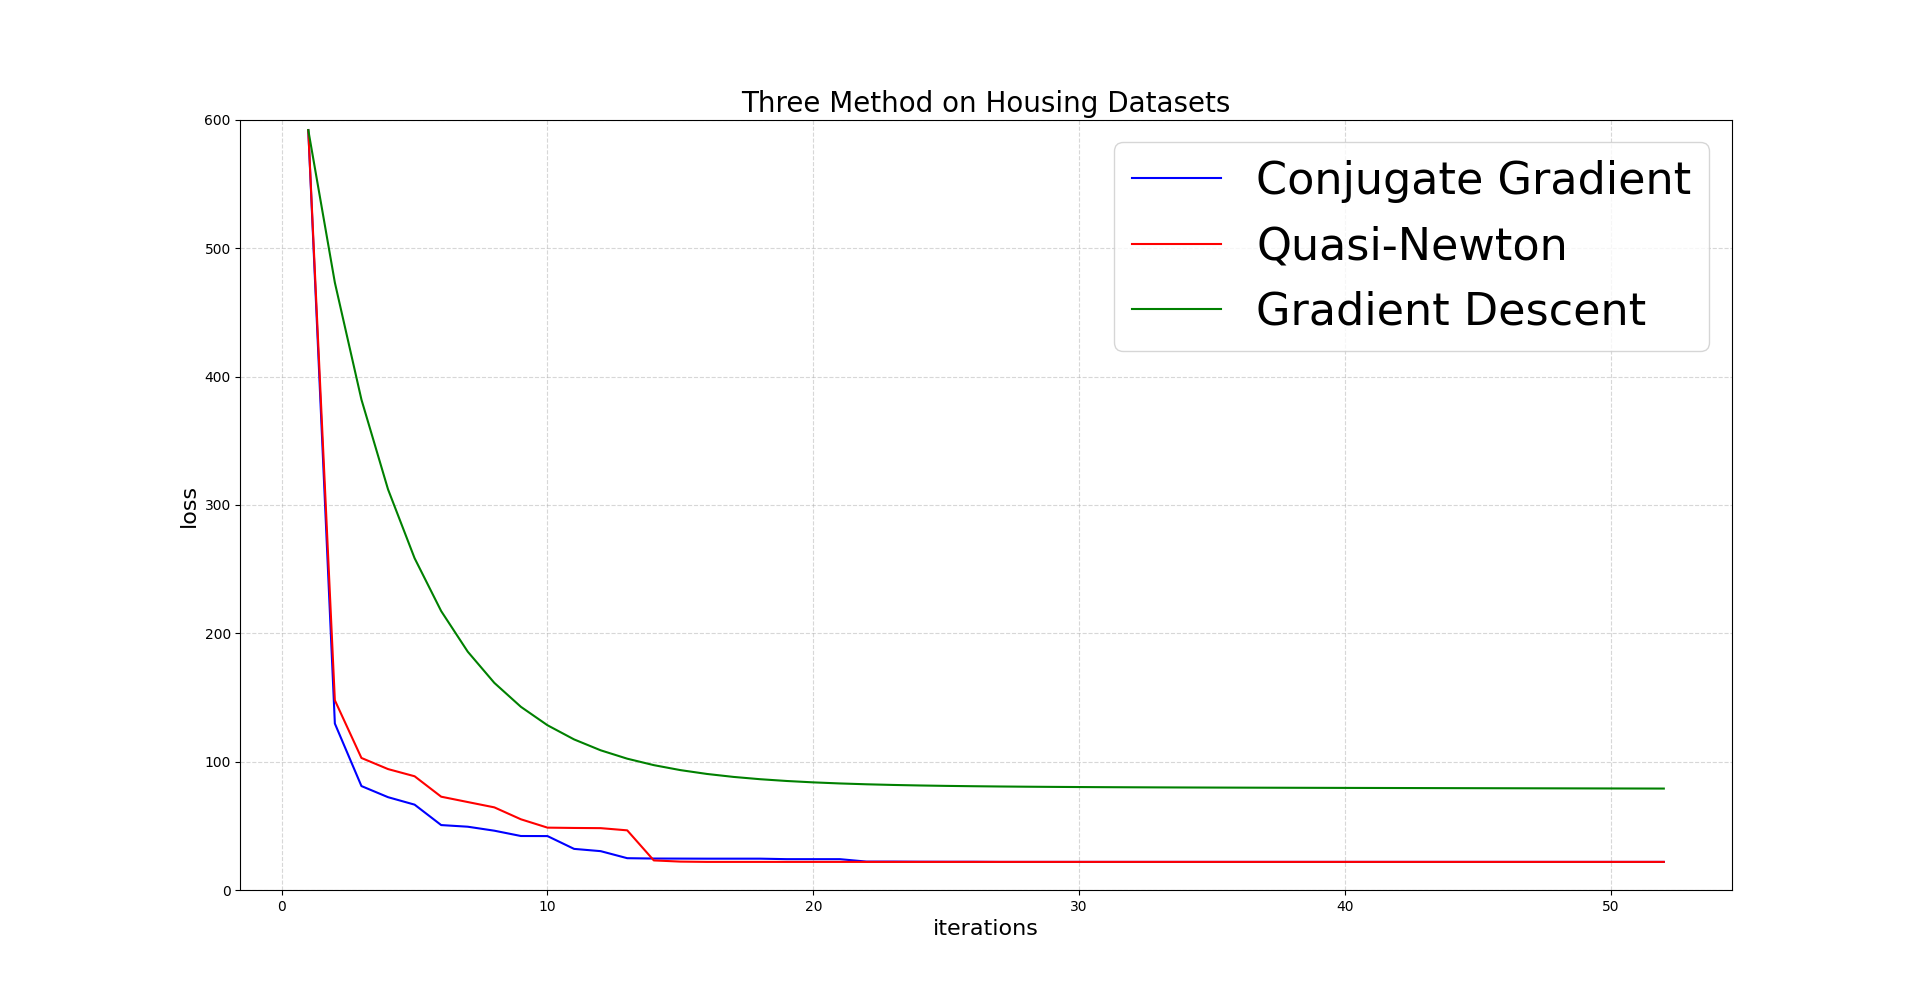 Three Method on Housing Datasets
600
500
400
300
200
100
0
loss
Conjugate Gradient
Quasi-Newton
Gradient Descent
0 10 20 30 40 50
iterations